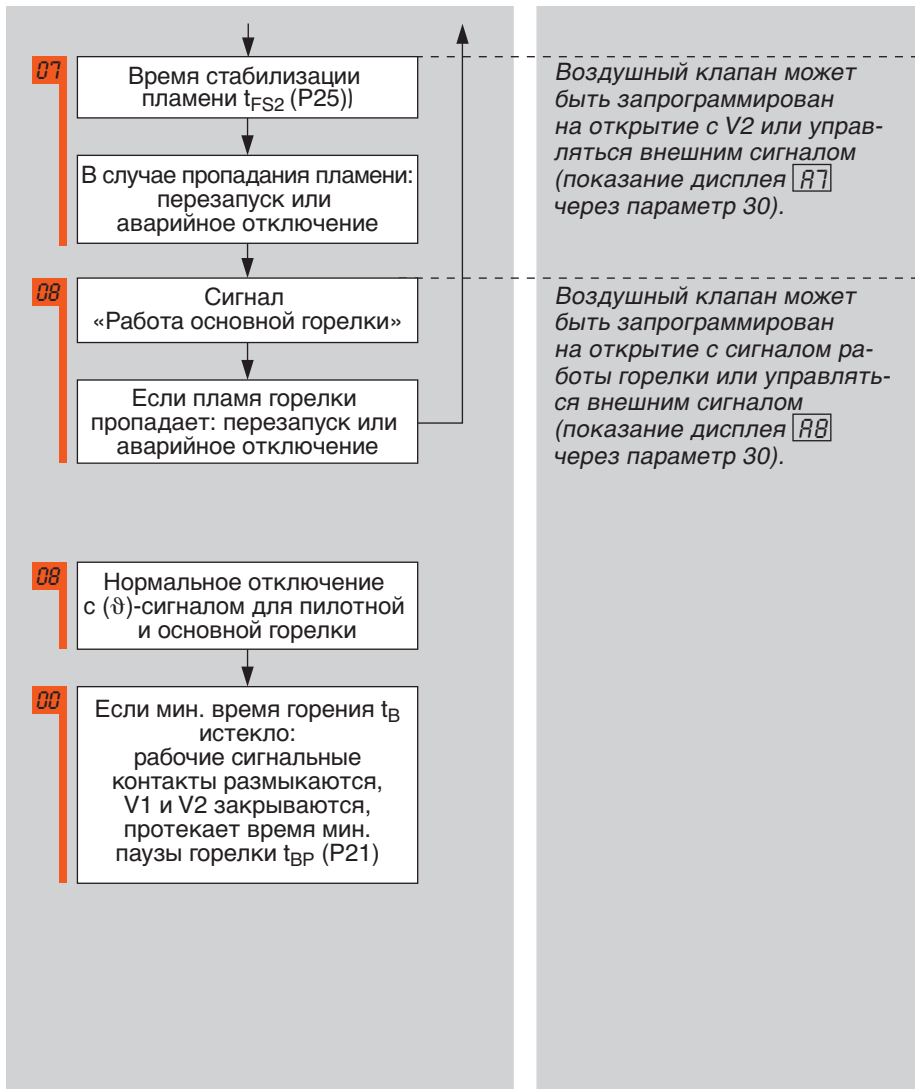 07
Время стабилизации
пламени tFS2 (P25))
В случае пропадания пламени:
перезапуск или
аварийное отключение
08
Сигнал
«Работа основной горелки»
Если пламя горелки
пропадает: перезапуск или
аварийное отключение
08
Нормальное отключение
с (ϑ)-сигналом для пилотной
и основной горелки
00
Если мин. время горения tB
истекло:
рабочие сигнальные
контакты размыкаются,
V1 и V2 закрываются,
протекает время мин.
паузы горелки tBP (P21)
Воздушный клапан может
быть запрограммирован
на открытие с V2 или управ-
ляться внешним сигналом
(показание дисплея A7
через параметр 30).
Воздушный клапан может
быть запрограммирован
на открытие с сигналом ра-
боты горелки или управлять-
ся внешним сигналом
(показание дисплея A8
через параметр 30).